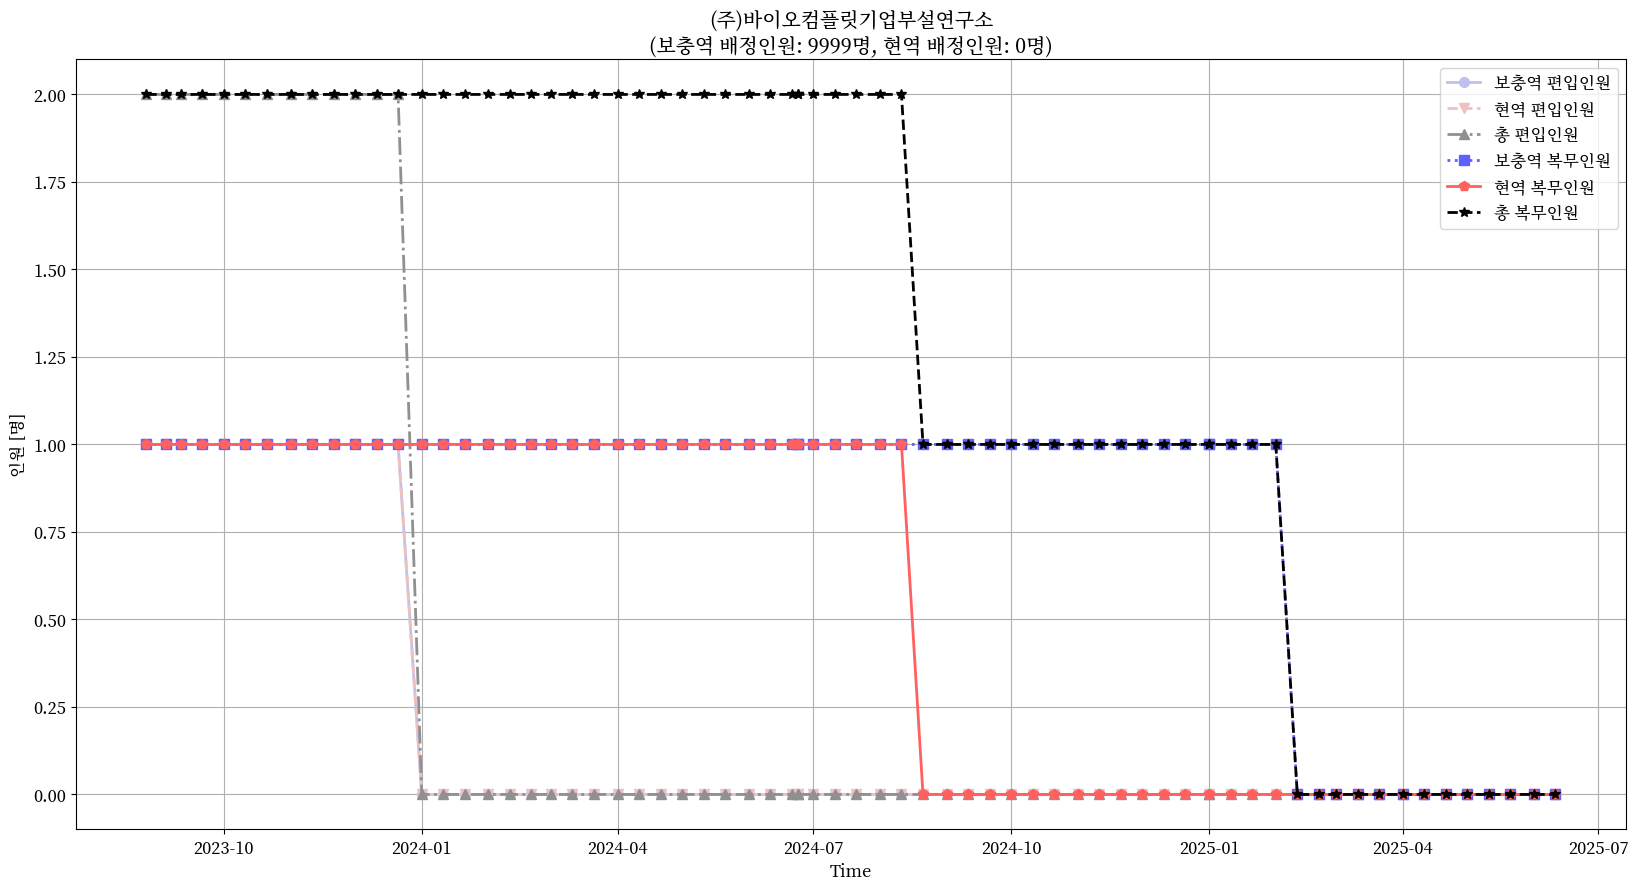 (주)바이오컴플릿기업부설연구소
(보충역 배정인원: 9999명, 현역 배정인원: 0명)
보충역 편입인원
현역 편입인원
총 편입인원
보충역 복무인원
현역 복무인원
총 복무인원
2.00
1.75
1.50
1.25
1.00
0.75
0.50
0.25
0.00
인원 [명]
2023-10
2024-01
2024-04
2024-07
2024-10
2025-01
2025-04
2025-07
Time